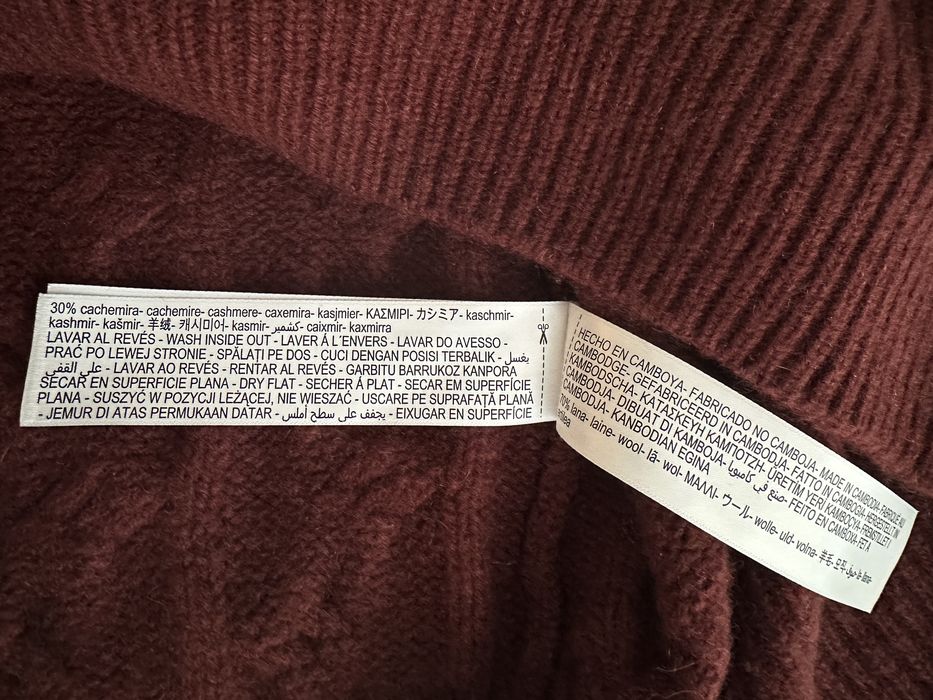 30% cachemira- cachemire- cashmere- caxemira- kasjmier- ΚΑΣΜΙΡΙ- カシミア- kaschmir-
kashmir- kašmir- 羊绒- 캐시미어- kasmir- كشمير- caixmir- kaxmirra
LAVAR AL REVÉS - WASH INSIDE OUT - LAVER À L´ENVERS - LAVAR DO AVESSO -
PRAĆ PO LEWEJ STRONIE - SPĂLAȚI PE DOS - CUCI DENGAN POSISI TERBALIK - يغسل
على القفى - LAVAR AO REVÉS - RENTAR AL REVÉS - GARBITU BARRUKOZ KANPORA
SECAR EN SUPERFICIE PLANA - DRY FLAT - SECHER Á PLAT - SECAR EM SUPERFÍCIE
PLANA - SUSZYĆ W POZYCJI LEŻĄCEJ, NIE WIESZAĆ - USCARE PE SUPRAFAȚĂ PLANĂ
- JEMUR DI ATAS PERMUKAAN DATAR - يجفف على سطح أملس - EIXUGAR EN SUPERFÍCIE
HECHO EN CAMBOYA- FABRICADO NO CAMBOJA- MADE IN CAMBODIA- FABRIQUÉ AU
CAMBODGE- GEFABRICEERD IN CAMBODJA- FATTO IN CAMBOGIA- HERGESTELLT IN
KAMBODSCHA- ΚΑΤΑΣΚΕΥΗ ΚΑΜΠΟΤΖΗ- ÜRETİM YERİ KAMBOÇYA- FREMSTILLET I
CAMBODJA- DIBUAT DI KAMBOJA- صنع في كامبوديا- FEITO EN CAMBOXA- FET A
CAMBODJA- KANBODIAN EGINA
70% lana- laine- wool- lã- wol- ΜΑΛΛΙ- ウール- wolle- uld- volna- 羊毛- 모직- صوف- llana-
artilea